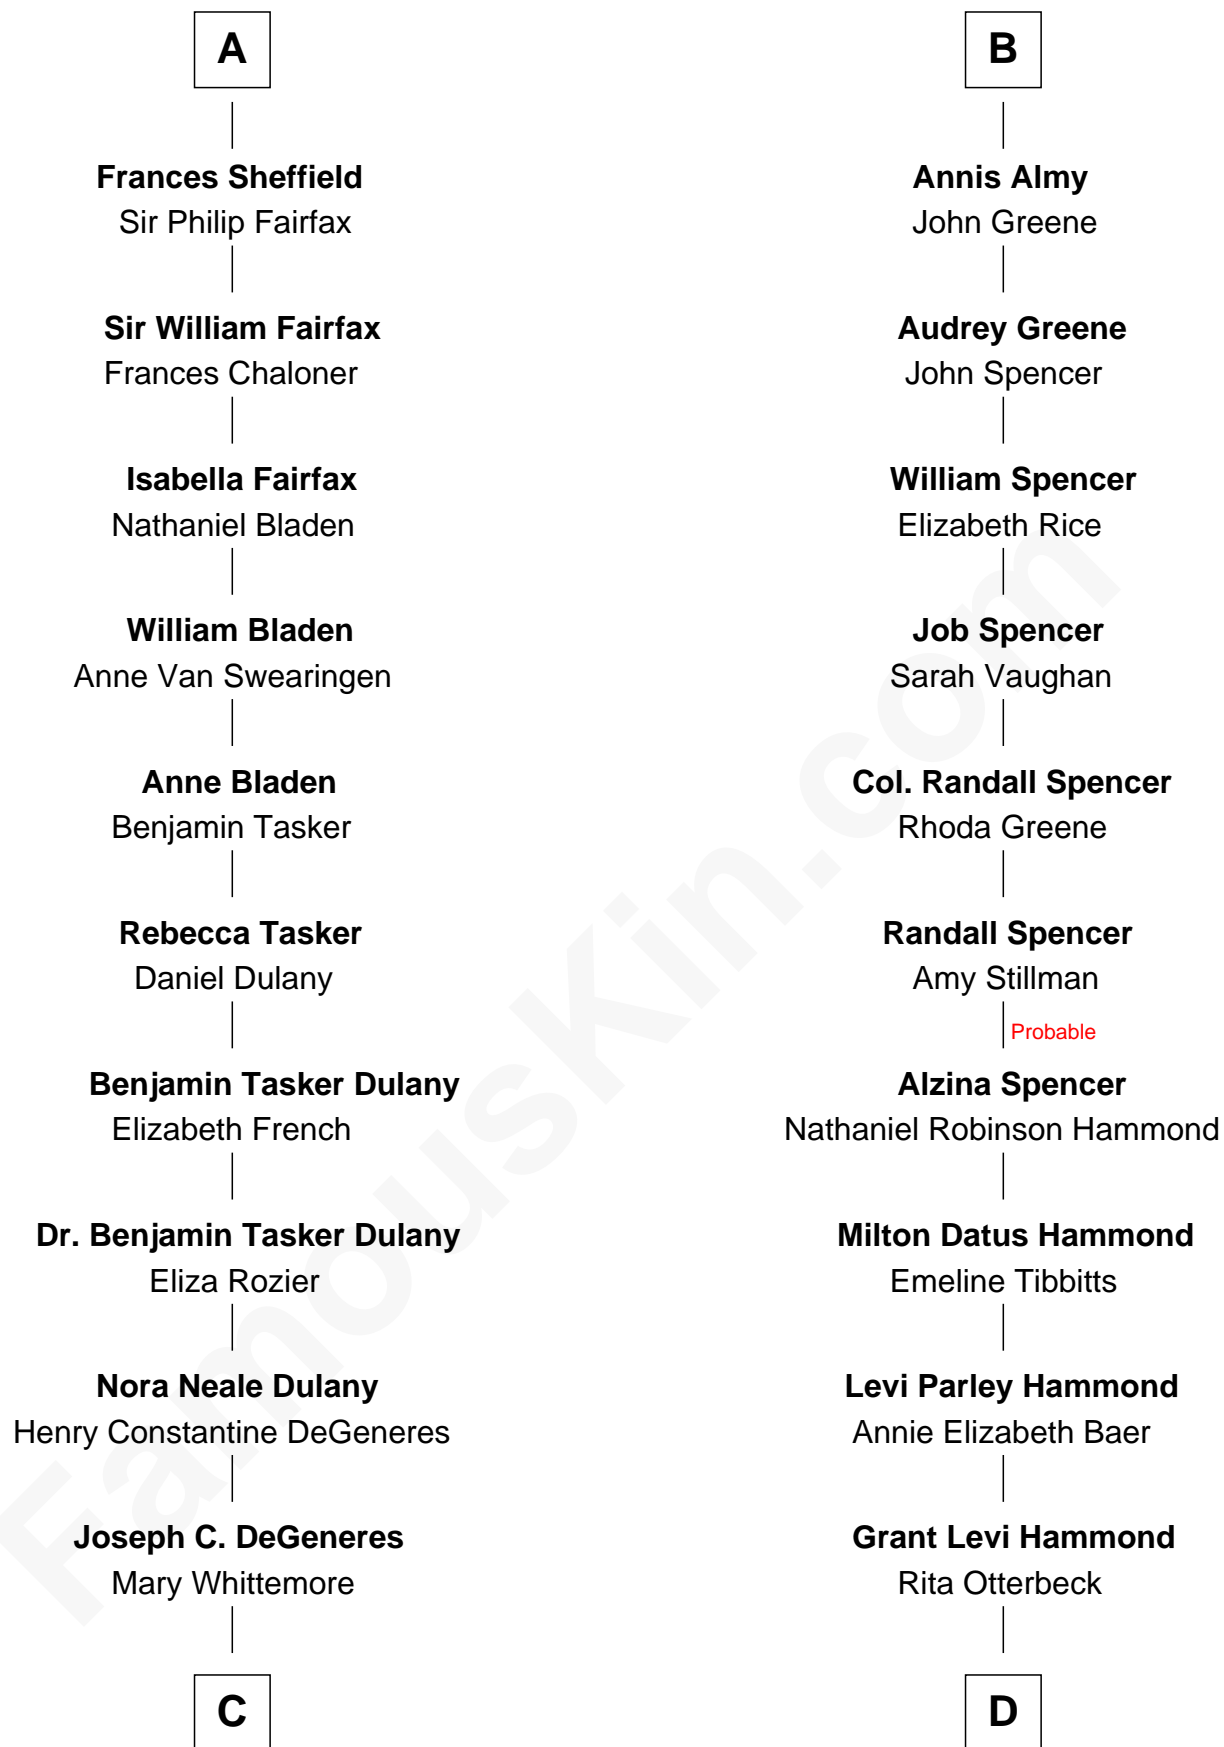 A
Frances Sheffield
Sir Philip Fairfax
Sir William Fairfax
Frances Chaloner
Isabella Fairfax
Nathaniel Bladen
William Bladen
Anne Van Swearingen
Anne Bladen
Benjamin Tasker
Rebecca Tasker
Daniel Dulany
Benjamin Tasker Dulany
Elizabeth French
Dr. Benjamin Tasker Dulany
Eliza Rozier
Nora Neale Dulany
Henry Constantine DeGeneres
Joseph C. DeGeneres
Mary Whittemore
C
B
Annis Almy
John Greene
Audrey Greene
John Spencer
William Spencer
Elizabeth Rice
Job Spencer
Sarah Vaughan
Col. Randall Spencer
Rhoda Greene
Randall Spencer
Amy Stillman
Probable
Alzina Spencer
Nathaniel Robinson Hammond
Milton Datus Hammond
Emeline Tibbitts
Levi Parley Hammond
Annie Elizabeth Baer
Grant Levi Hammond
Rita Otterbeck
D
FamousKin.com